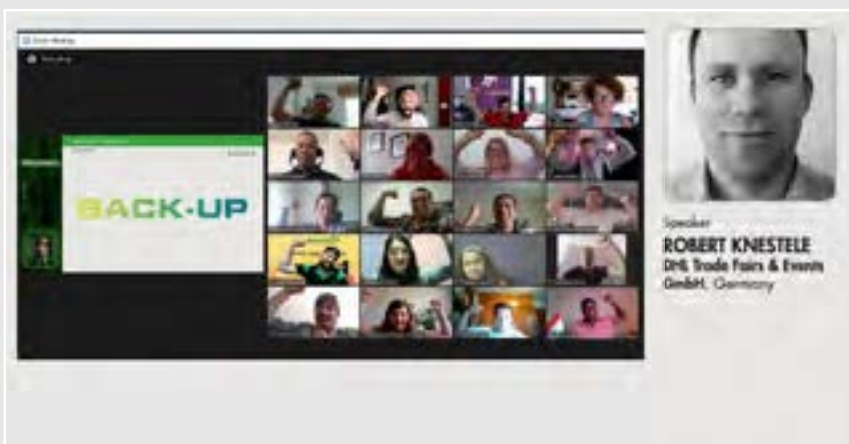 BACK-UP
Speaker
ROBERT KNESTELE
DHL Trade Fairs & Events
GmbH, Germany